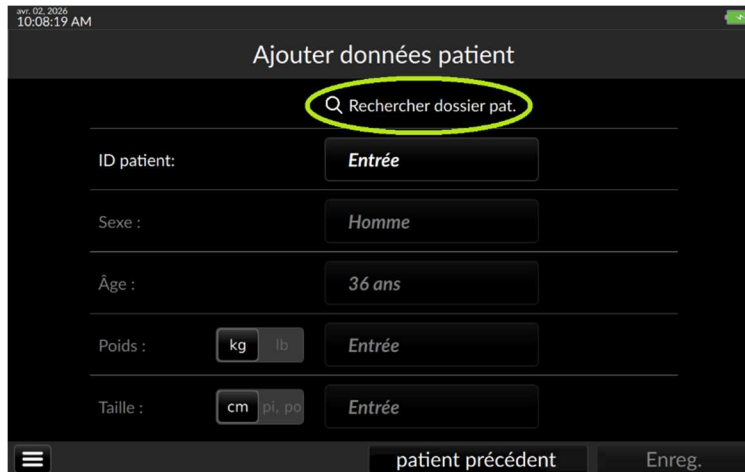 avr. 02, 2026
10:08:19 AM
Ajouter données patient
Rechercher dossier pat.
ID patient: Entrée
Sexe : Homme
Âge : 36 ans
Poids : kg lb Entrée
Taille : cm pi, po Entrée
patient précédent Enreg.